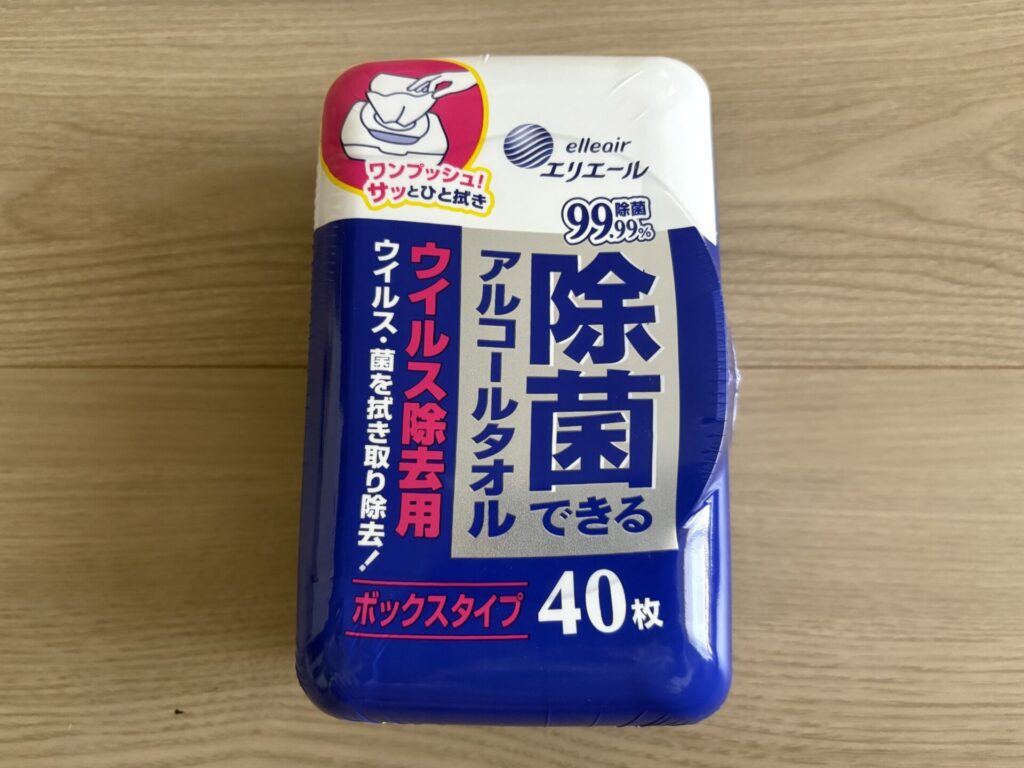 ワンプッシュ!
サッとひと拭き
elleair
エリエール
除菌
99.99%
除菌できる
アルコールタオル
ウイルス除去用
ウイルス・菌を拭き取り除去!
ボックスタイプ
40枚